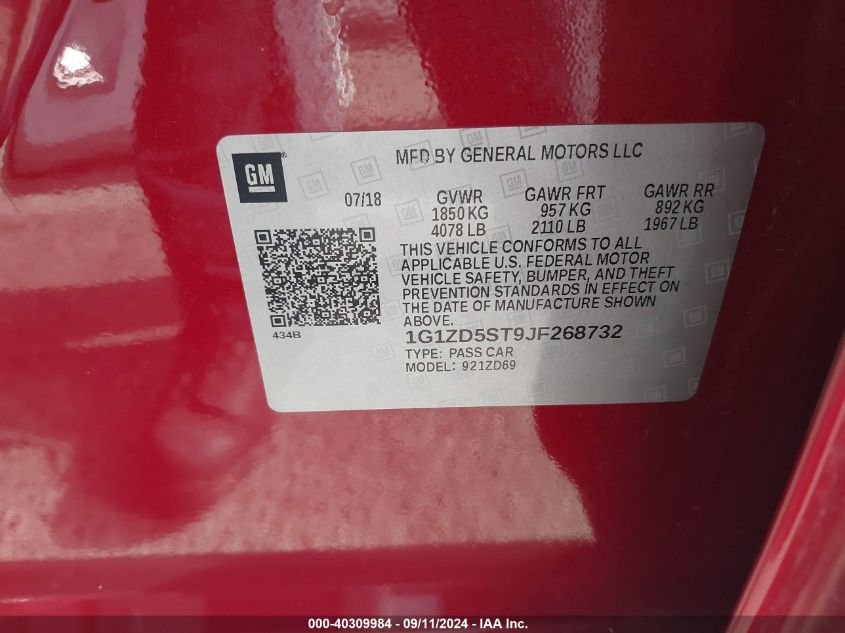 GM
®
MFD BY GENERAL MOTORS LLC
07/18
GVWR
1850 KG
4078 LB
GAWR FRT
957 KG
2110 LB
GAWR RR
892 KG
1967 LB
THIS VEHICLE CONFORMS TO ALL
APPLICABLE U.S. FEDERAL MOTOR
VEHICLE SAFETY, BUMPER, AND THEFT
PREVENTION STANDARDS IN EFFECT ON
THE DATE OF MANUFACTURE SHOWN
ABOVE.
434B
1G1ZD5ST9JF268732
TYPE: PASS CAR
MODEL: 921ZD69
000-40309984 - 09/11/2024 - IAA Inc.